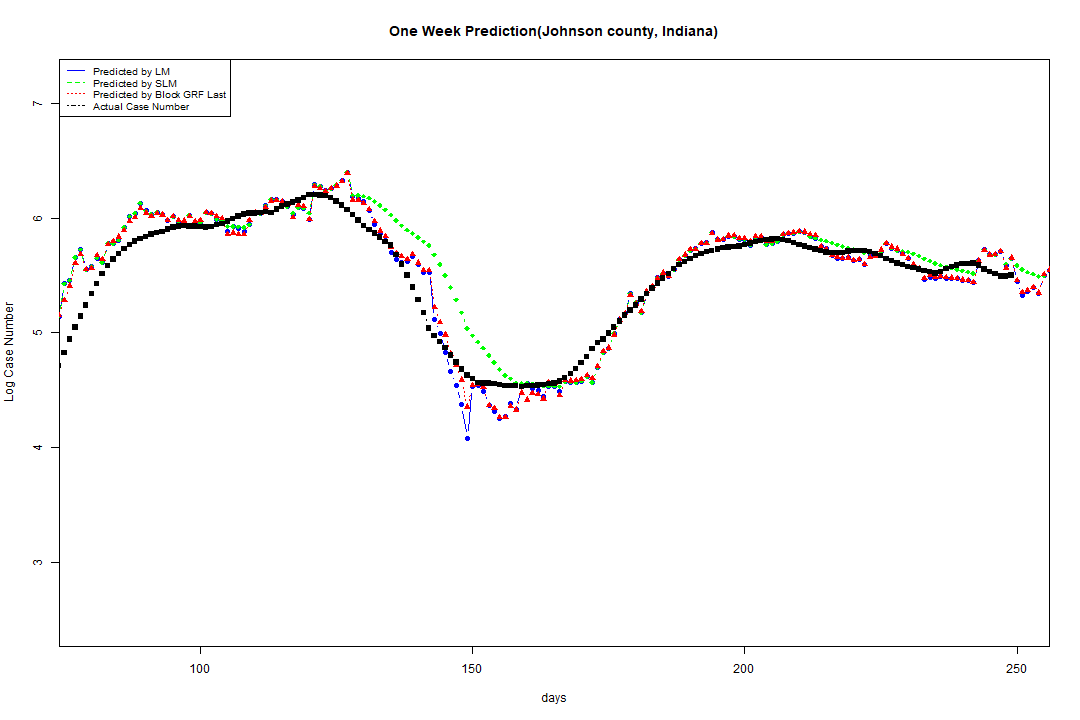 One Week Prediction(Johnson county, Indiana)
Predicted by LM
Predicted by SLM
Predicted by Block GRF Last
Actual Case Number
7
6
5
4
3
Log Case Number
100
150
200
250
days